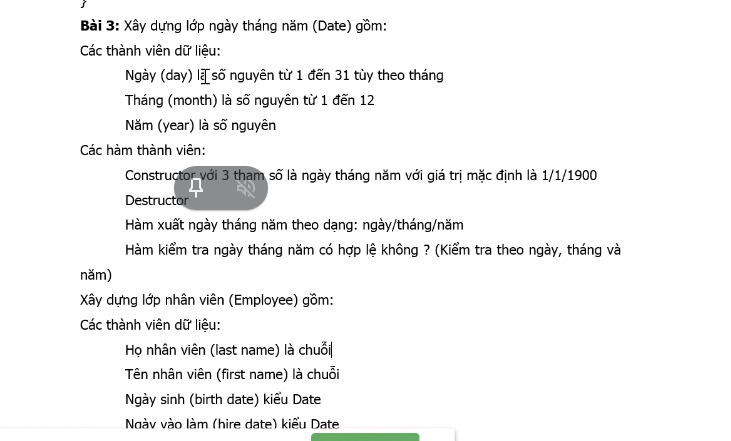 }
Bài 3: Xây dựng lớp ngày tháng năm (Date) gồm:
Các thành viên dữ liệu:
Ngày (day) là số nguyên từ 1 đến 31 tùy theo tháng
Tháng (month) là số nguyên từ 1 đến 12
Năm (year) là số nguyên
Các hàm thành viên:
Constructor với 3 tham số là ngày tháng năm với giá trị mặc định là 1/1/1900
Destructor
Hàm xuất ngày tháng năm theo dạng: ngày/tháng/năm
Hàm kiểm tra ngày tháng năm có hợp lệ không ? (Kiểm tra theo ngày, tháng và
năm)
Xây dựng lớp nhân viên (Employee) gồm:
Các thành viên dữ liệu:
Họ nhân viên (last name) là chuỗi
Tên nhân viên (first name) là chuỗi
Ngày sinh (birth date) kiểu Date
Ngày vào làm (hire date) kiểu Date